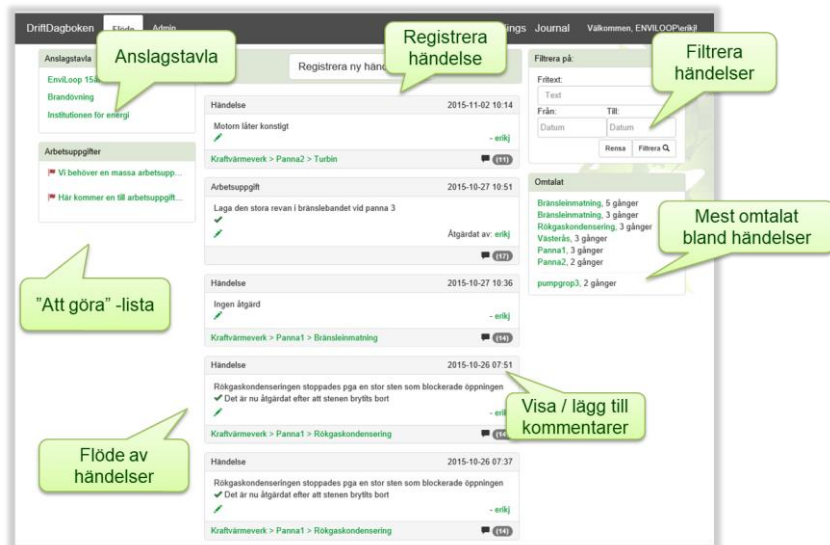 DriftDagboken Flöde Admin Journal Välkommen, ENVILOOP\erikj!
Anslagstavla
EnviLoop
Brandövning
Institutionen för energi
Anslagstavla
Arbetsuppgifter
Vi behöver en massa arbetsupp...
Här kommer en till arbetsuppgift...
"Att göra" -lista
Registrera ny
Registrera
händelse
Händelse 2015-11-02 10:14
Motorn låter konstigt
- erikj
Kraftvärmeverk > Panna2 > Turbin (11)
Arbetsuppgift 2015-10-27 10:51
Laga den stora revan i bränslebandet vid panna 3
Åtgärdat av: erikj
(17)
Händelse 2015-10-27 10:36
Ingen åtgärd
- erikj
Kraftvärmeverk > Panna1 > Bränsleinmatning (14)
Händelse 2015-10-26 07:51
Rökgaskondenseringen stoppades pga en stor sten som blockerade öppningen
Det är nu åtgärdat efter att stenen brytits bort
Kraftvärmeverk > Panna1 > Rökgaskondensering
Visa / lägg till
kommentarer
Flöde av
händelser
Händelse 2015-10-26 07:37
Rökgaskondenseringen stoppades pga en stor sten som blockerade öppningen
Det är nu åtgärdat efter att stenen brytits bort
- erikj
Kraftvärmeverk > Panna1 > Rökgaskondensering (14)
Filtrera på:
Fritext:
Text
Från: Till:
Datum Datum
Rensa Filtrera
Filtrera
händelser
Omtalat
Bränsleinmatning, 5 gånger
Bränsleinmatning, 3 gånger
Rökgaskondensering, 3 gånger
Västerås, 3 gånger
Panna1, 3 gånger
Panna2, 2 gånger
pumpgrop3, 2 gånger
Mest omtalat
bland händelser